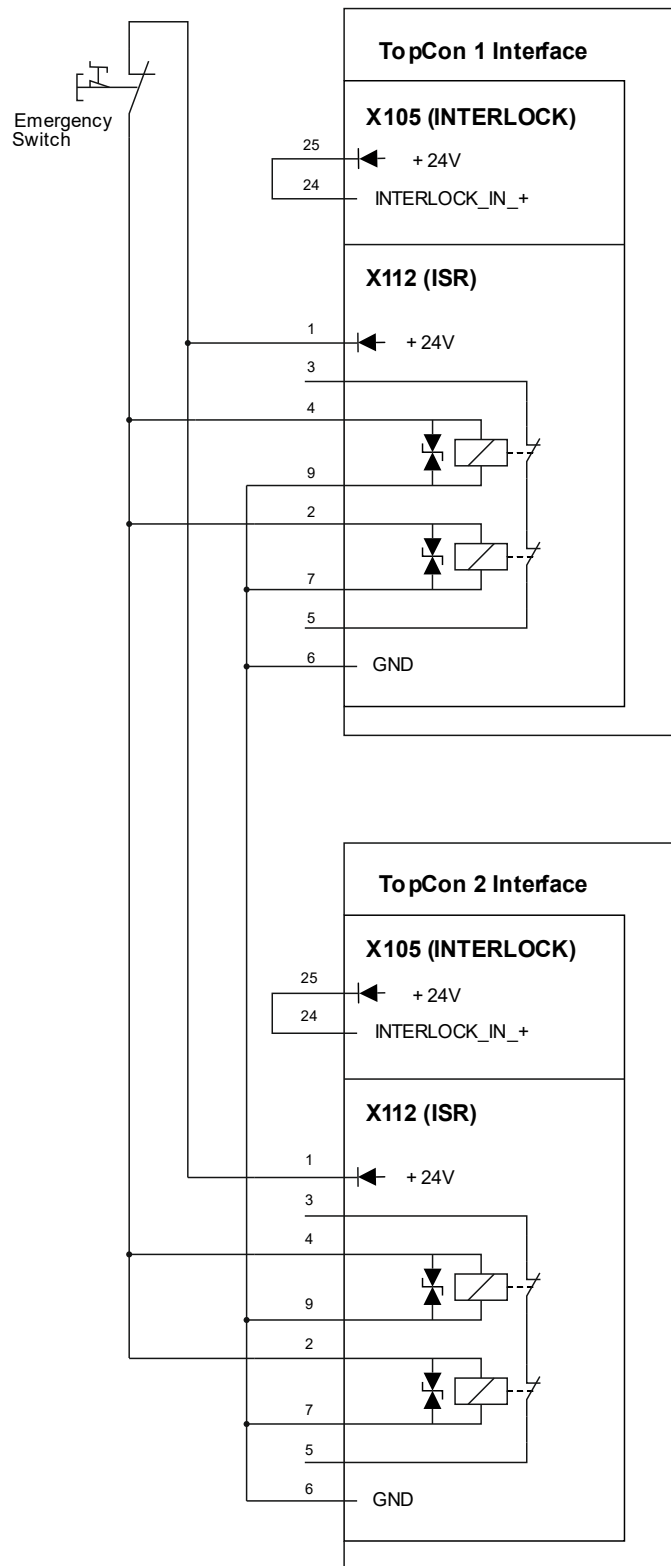 TopCon 1 Interface
X105 (INTERLOCK)
Emergency
Switch
25
+ 24V
24
INTERLOCK_IN_+
X112 (ISR)
1
+ 24V
3
4
9
2
7
5
6
GND
TopCon 2 Interface
X105 (INTERLOCK)
25
+ 24V
24
INTERLOCK_IN_+
X112 (ISR)
1
+ 24V
3
4
9
2
7
5
6
GND